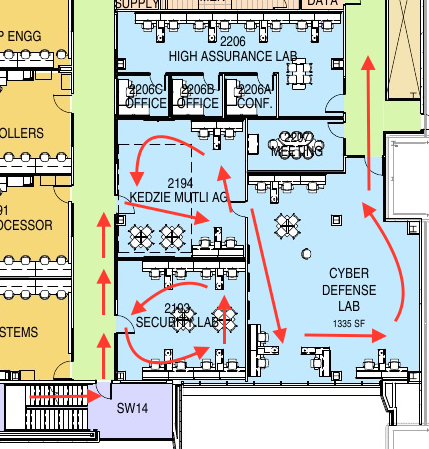 SUPPLY
DATA
P ENGG
2206
HIGH ASSURANCE LAB
2206C
OFFICE
2206B
OFFICE
2206A
CONF.
OLLERS
2207
MEETING
2194
KEDZIE MUTLI AG
91
OCESSOR
2193
SECURITY LAB
CYBER
DEFENSE
LAB
1335 SF
STEMS
SW14